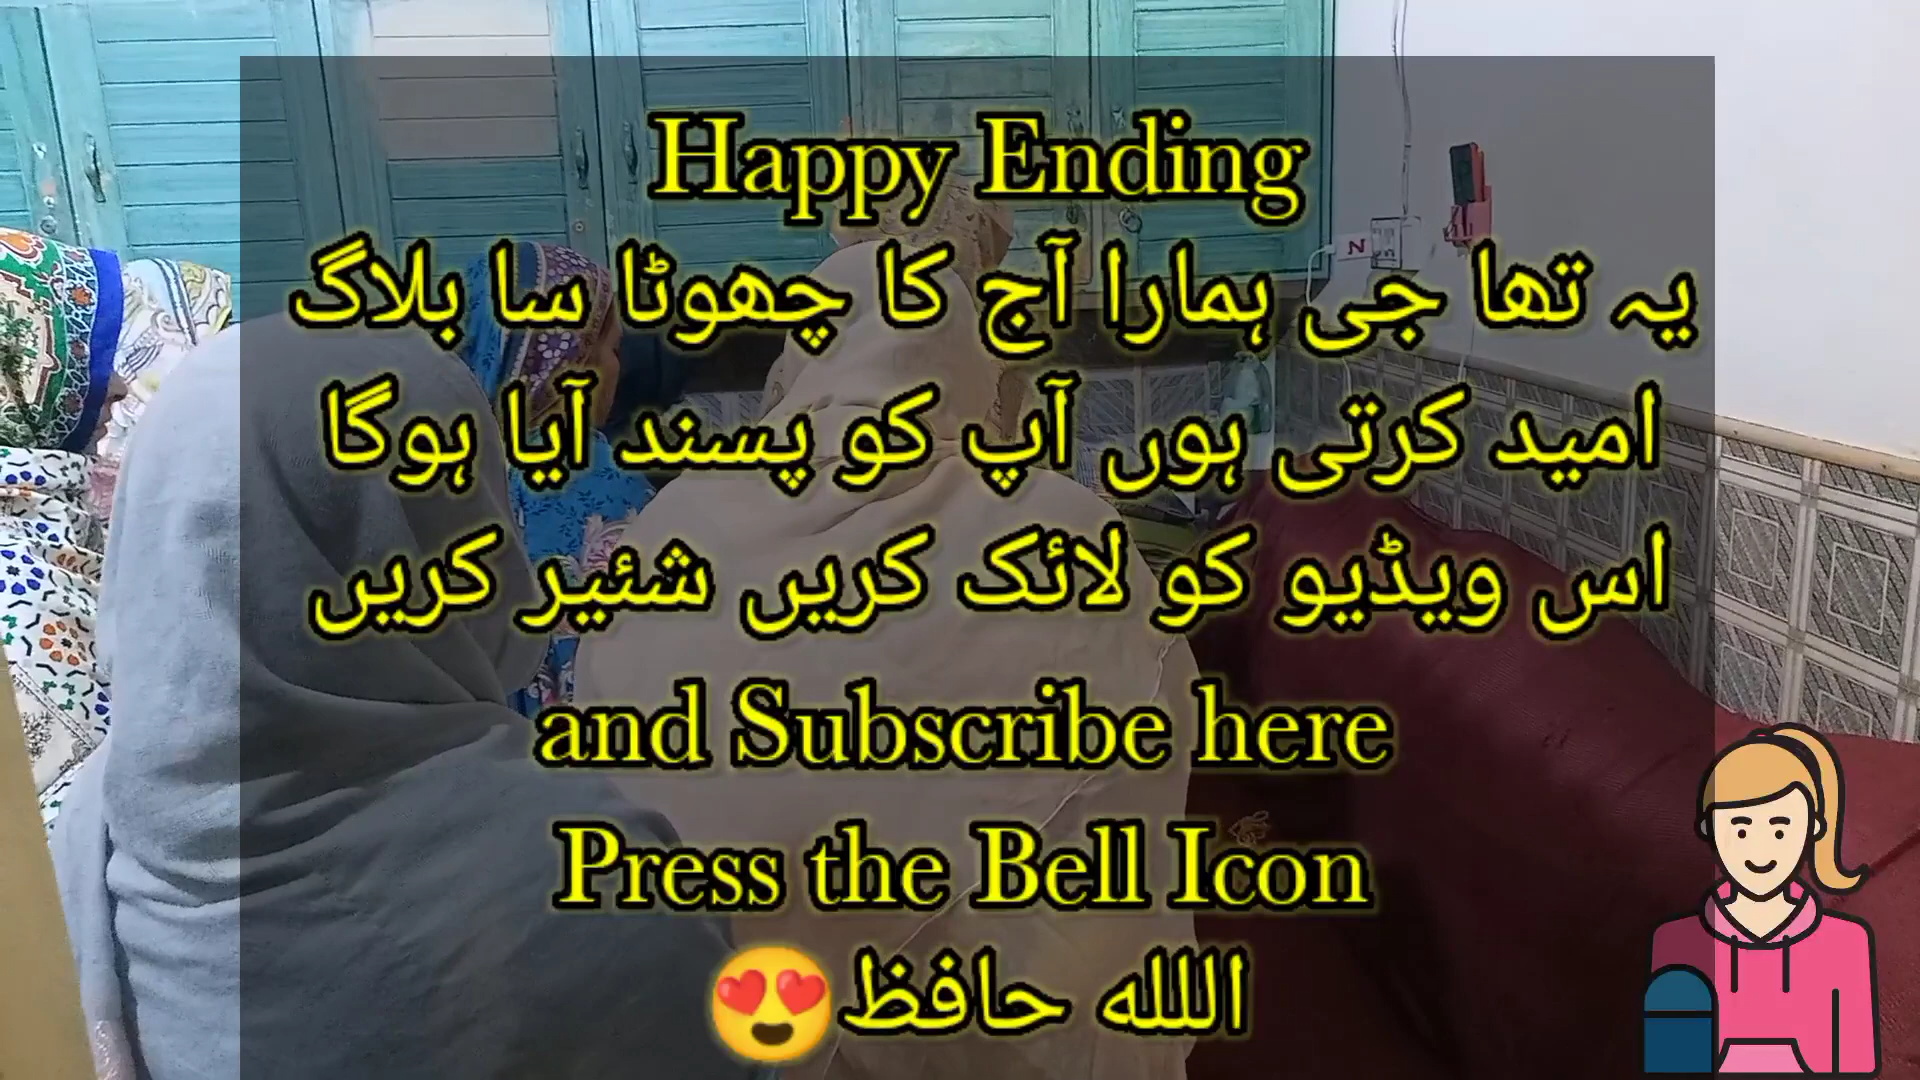 Happy Ending
یہ تھا جی ہمارا آج کا چھوٹا سا بلاگ
امید کرتی ہوں آپ کو پسند آیا ہوگا
اس ویڈیو کو لائک کریں شئیر کریں
and Subscribe here
Press the Bell Icon
الللہ حافظ😍
N